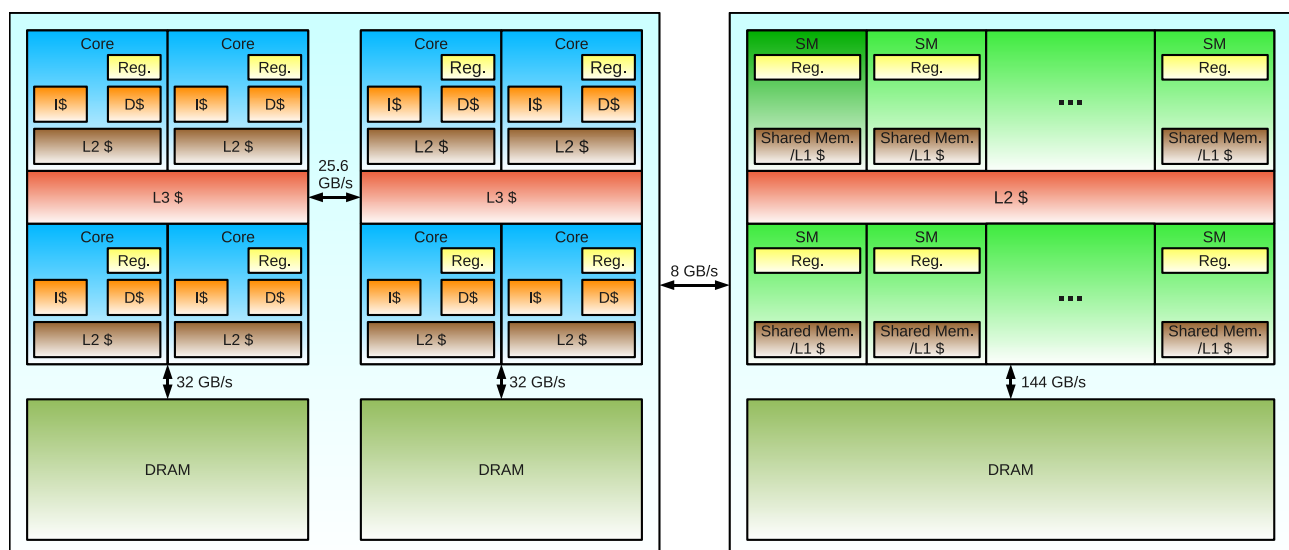 Core Core Core Core SM SM SM
Reg. Reg. Reg. Reg. Reg. Reg. Reg.
I$ D$ I$ D$ I$ D$ I$ D$ ...
L2 $ L2 $ L2 $ L2 $ Shared Mem. Shared Mem. Shared Mem.
/L1 $ /L1 $ /L1 $
25.6
GB/s
L3 $ L3 $ L2 $
Core Core Core Core SM SM SM
Reg. Reg. Reg. Reg. Reg. Reg. Reg.
8 GB/s
I$ D$ I$ D$ I$ D$ I$ D$ ...
L2 $ L2 $ L2 $ L2 $ Shared Mem. Shared Mem. Shared Mem.
/L1 $ /L1 $ /L1 $
32 GB/s 32 GB/s 144 GB/s
DRAM DRAM DRAM